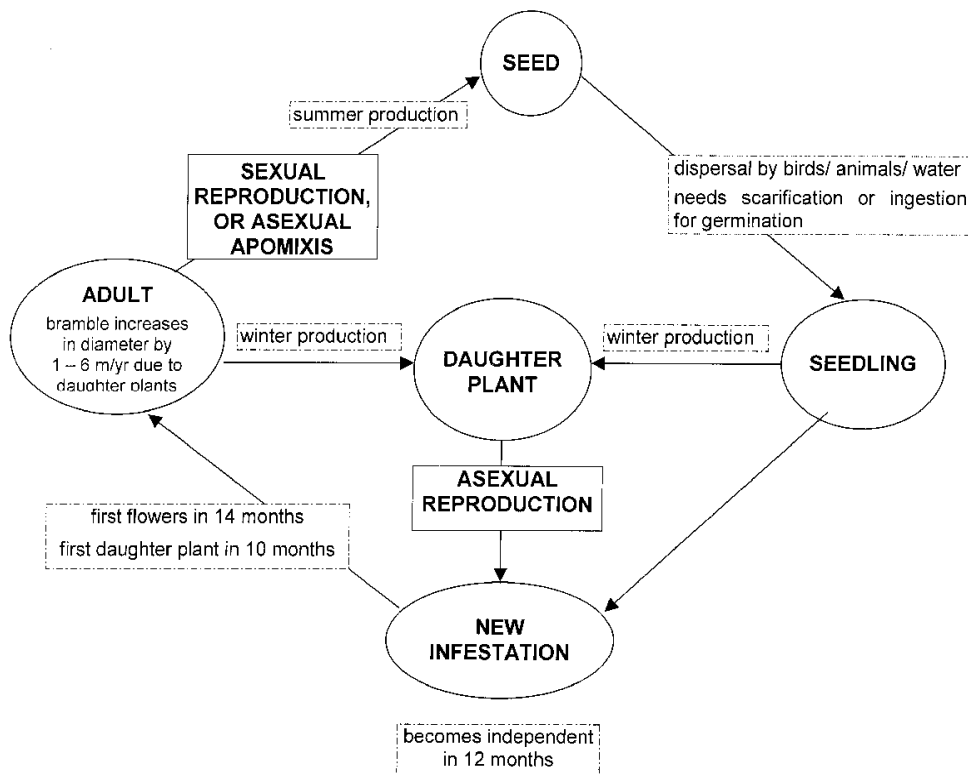 SEED
summer production
SEXUAL
REPRODUCTION,
OR ASEXUAL
APOMIXIS
dispersal by birds/ animals/ water
needs scarification or ingestion
for germination
ADULT
bramble increases
in diameter by
1 – 6 m/yr due to
daughter plants
winter production
DAUGHTER
PLANT
winter production
SEEDLING
ASEXUAL
REPRODUCTION
first flowers in 14 months
first daughter plant in 10 months
NEW
INFESTATION
becomes independent
in 12 months